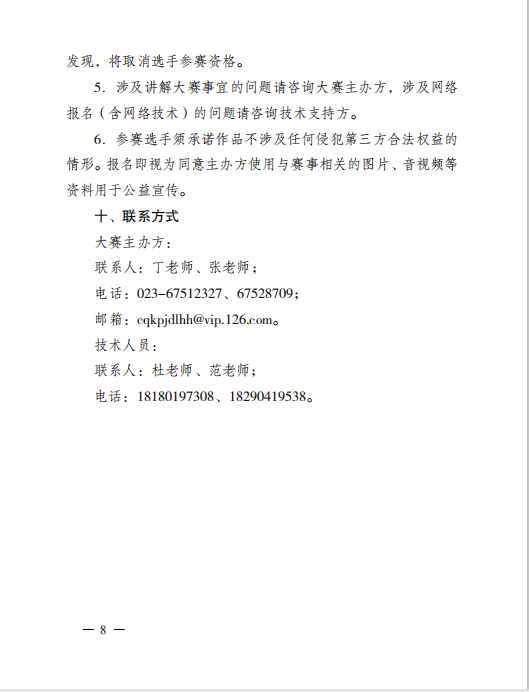 发现，将取消选手参赛资格。
5．涉及讲解大赛事宜的问题请咨询大赛主办方，涉及网络
报名（含网络技术）的问题请咨询技术支持方。
6．参赛选手须承诺作品不涉及任何侵犯第三方合法权益的
情形。报名即视为同意主办方使用与赛事相关的图片、音视频等
资料用于公益宣传。
十、联系方式
大赛主办方：
联系人：丁老师、张老师；
电话：023-67512327、67528709；
邮箱：cqkpjdlhh@vip.126.com。
技术人员：
联系人：杜老师、范老师；
电话：18180197308、18290419538。
— 8 —